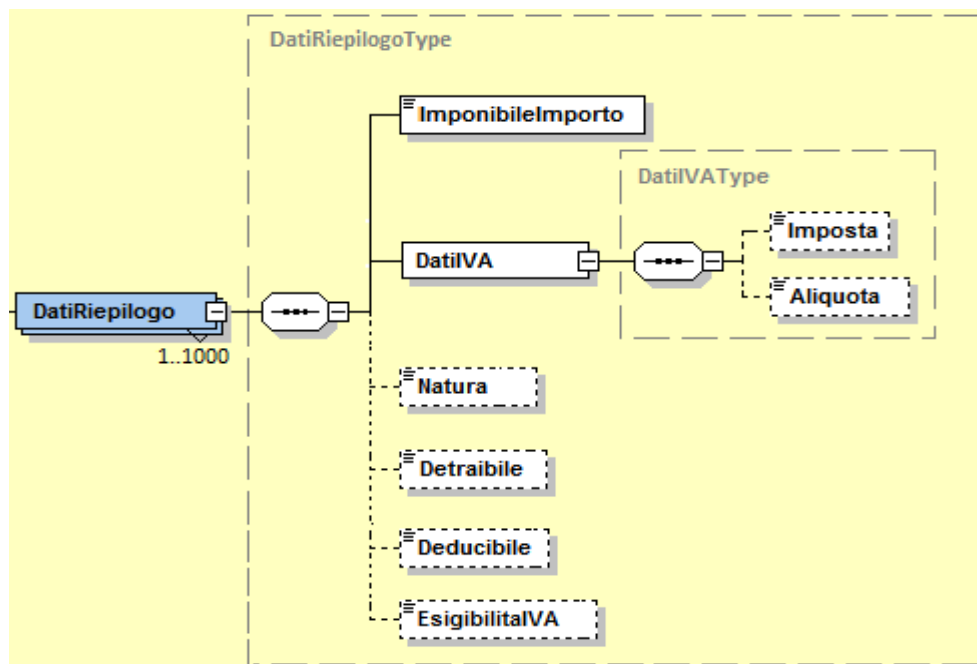 DatiRiepilogoType
ImponibileImporto
DatiIVAType
Imposta
DatiIVA
Aliquota
DatiRiepilogo
1..1000
Natura
Detraibile
Deducibile
EsigibilitaIVA